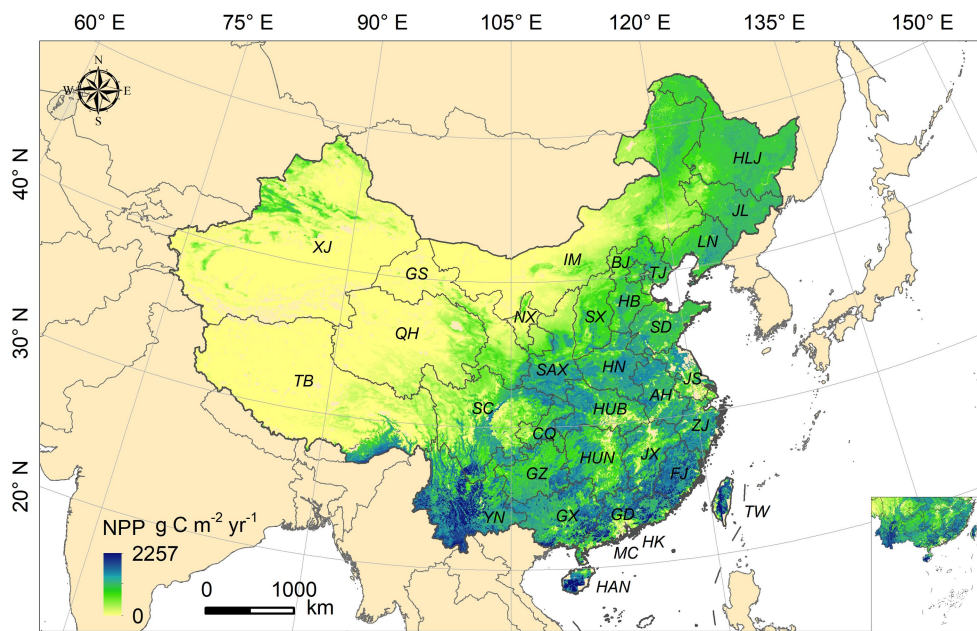 60° E 75° E 90° E 105° E 120° E 135° E 150° E
N
W E
S
40° N
30° N
20° N
HLJ
JL
LN
XJ
IM
BJ
TJ
GS
HB
NX
SX
SD
QH
SAX
HN
JS
TB
AH
SC
HUB
ZJ
CQ
HUN
JX
GZ
FJ
YN
GX
GD
TW
HK
MC
HAN
NPP g C m⁻² yr⁻¹
2257
0
0 1000
km